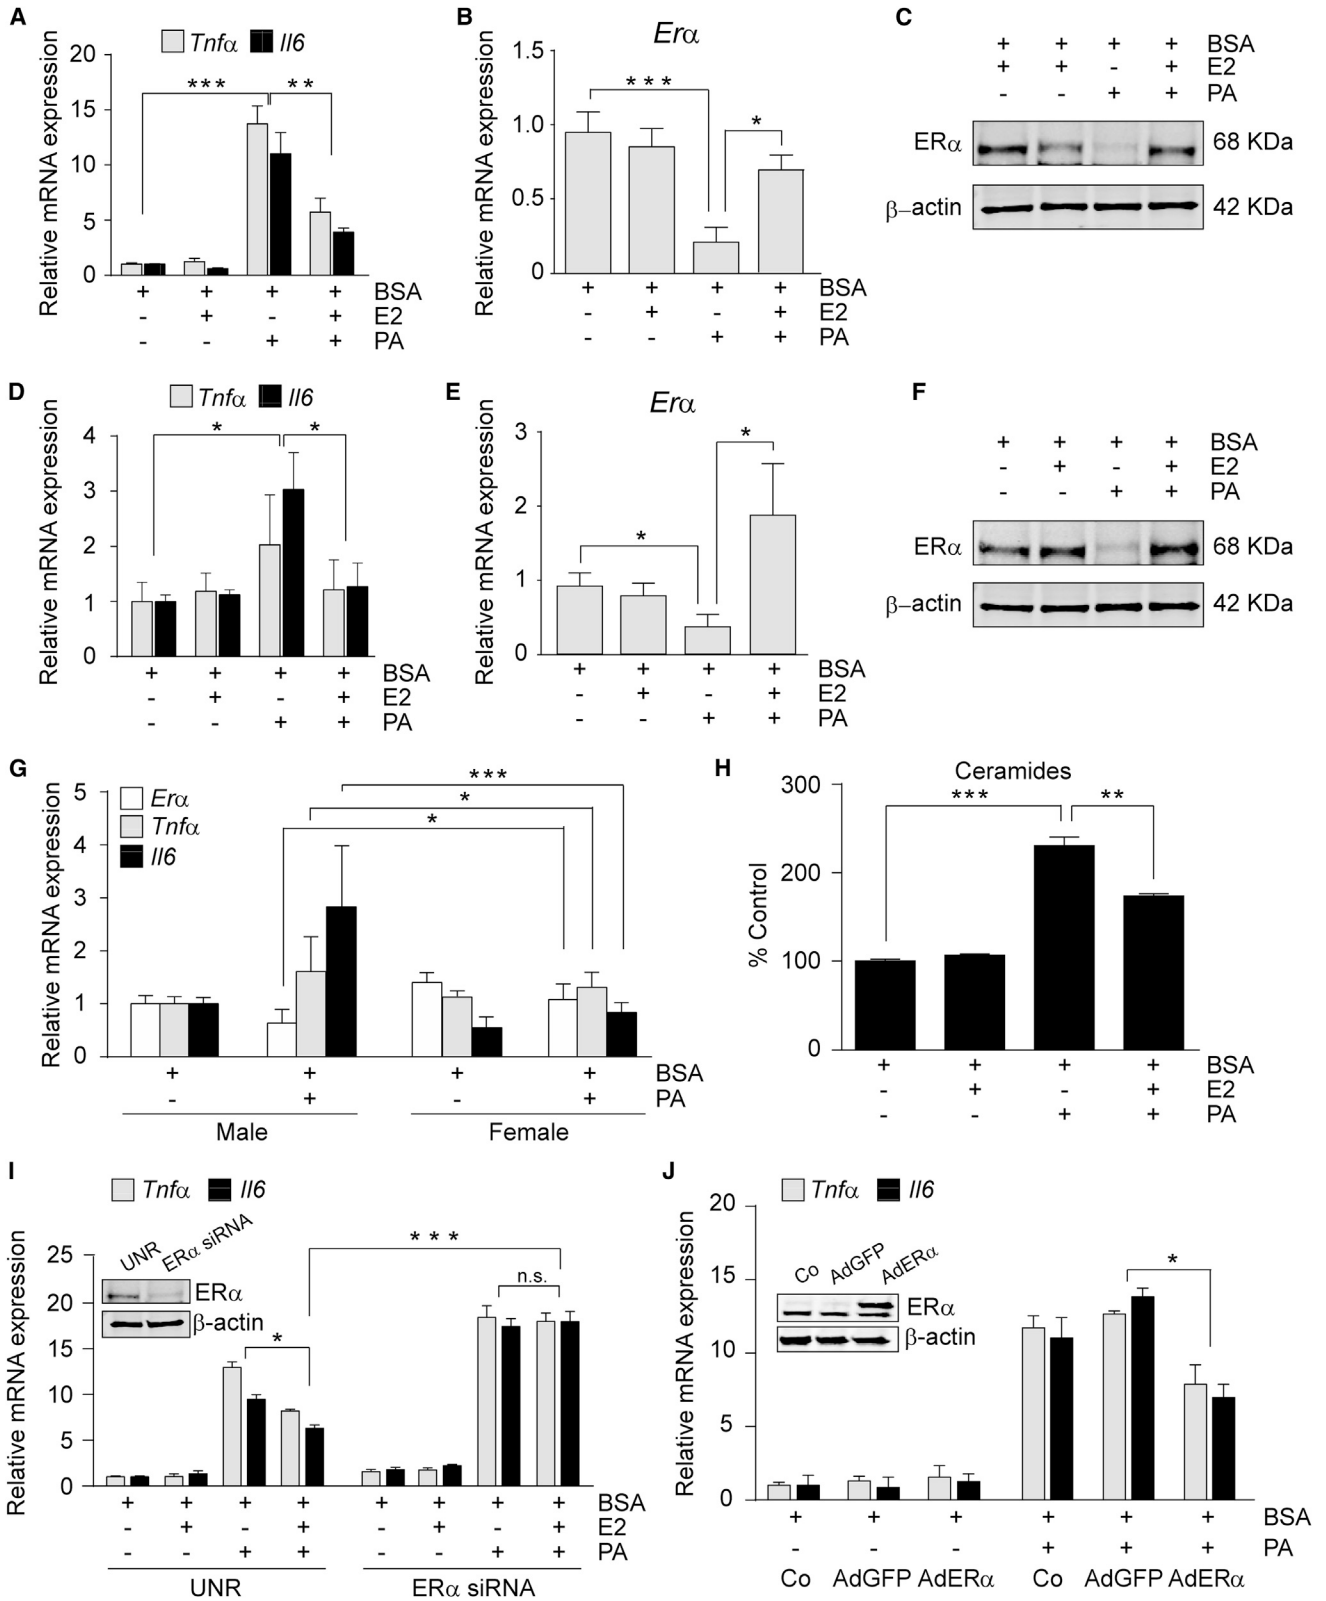 A
Tnfα Il6
Relative mRNA expression
20
15
10
5
0
*** **
+ + + + BSA
- + - + E2
- - + + PA
B
Erα
Relative mRNA expression
1.5
1.0
0.5
0
*** *
+ + + + BSA
- + - + E2
- - + + PA
C
+ + + + BSA
+ + - + E2
- - + + PA
ERα 68 KDa
β–actin 42 KDa
D
Tnfα Il6
Relative mRNA expression
4
3
2
1
0
* *
+ + + + BSA
- + - + E2
- - + + PA
E
Erα
Relative mRNA expression
3
2
1
0
* *
+ + + + BSA
- + - + E2
- - + + PA
F
+ + + + BSA
- + - + E2
- - + + PA
ERα 68 KDa
β–actin 42 KDa
G
Erα
Tnfα
Il6
Relative mRNA expression
5
4
3
2
1
0
***
*
*
+ + + + BSA
- + - + PA
Male Female
H
Ceramides
% Control
300
200
100
0
*** **
+ + + + BSA
- + - + E2
- - + + PA
I
Tnfα Il6
Relative mRNA expression
25
20
15
10
5
0
UNR ERα siRNA
ERα
β-actin
***
n.s.
*
+ + + + + + + + BSA
- + - + - + - + E2
- - + + - - + + PA
UNR ERα siRNA
J
Tnfα Il6
Relative mRNA expression
20
15
10
5
0
Co AdGFP AdERα
ERα
β-actin
*
+ + + + + + BSA
- - - + + + PA
Co AdGFP AdERα Co AdGFP AdERα